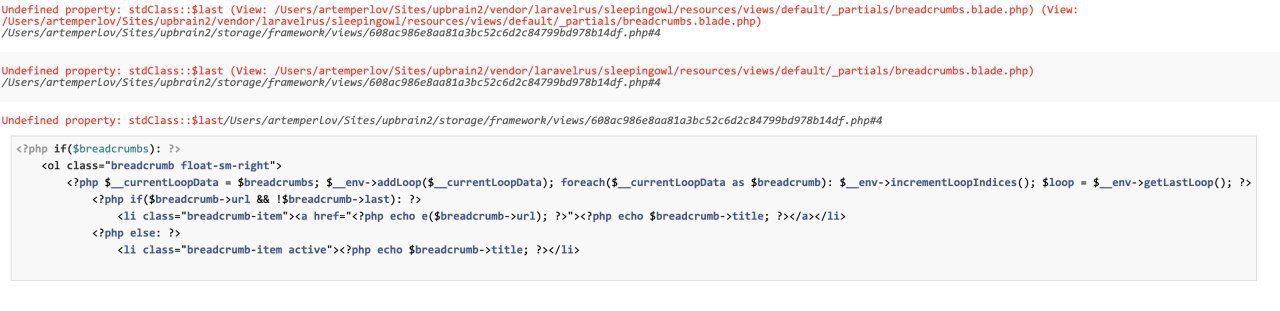 Undefined property: stdClass::$last (View: /Users/artemperlov/Sites/upbrain2/vendor/laravelrus/sleepingowl/resources/views/default/_partials/breadcrumbs.blade.php) (View:
/Users/artemperlov/Sites/upbrain2/vendor/laravelrus/sleepingowl/resources/views/default/_partials/breadcrumbs.blade.php)
/Users/artemperlov/Sites/upbrain2/storage/framework/views/608ac986e8aa81a3bc52c6d2c84799bd978b14df.php#4
Undefined property: stdClass::$last (View: /Users/artemperlov/Sites/upbrain2/vendor/laravelrus/sleepingowl/resources/views/default/_partials/breadcrumbs.blade.php)
/Users/artemperlov/Sites/upbrain2/storage/framework/views/608ac986e8aa81a3bc52c6d2c84799bd978b14df.php#4
Undefined property: stdClass::$last/Users/artemperlov/Sites/upbrain2/storage/framework/views/608ac986e8aa81a3bc52c6d2c84799bd978b14df.php#4
<?php if($breadcrumbs): ?>
<ol class="breadcrumb float-sm-right">
<?php $__currentLoopData = $breadcrumbs; $__env->addLoop($__currentLoopData); foreach($__currentLoopData as $breadcrumb): $__env->incrementLoopIndices(); $loop = $__env->getLastLoop(); ?>
<?php if($breadcrumb->url && !$breadcrumb->last): ?>
<li class="breadcrumb-item"><a href="<?php echo e($breadcrumb->url); ?>"><?php echo $breadcrumb->title; ?></a></li>
<?php else: ?>
<li class="breadcrumb-item active"><?php echo $breadcrumb->title; ?></li>